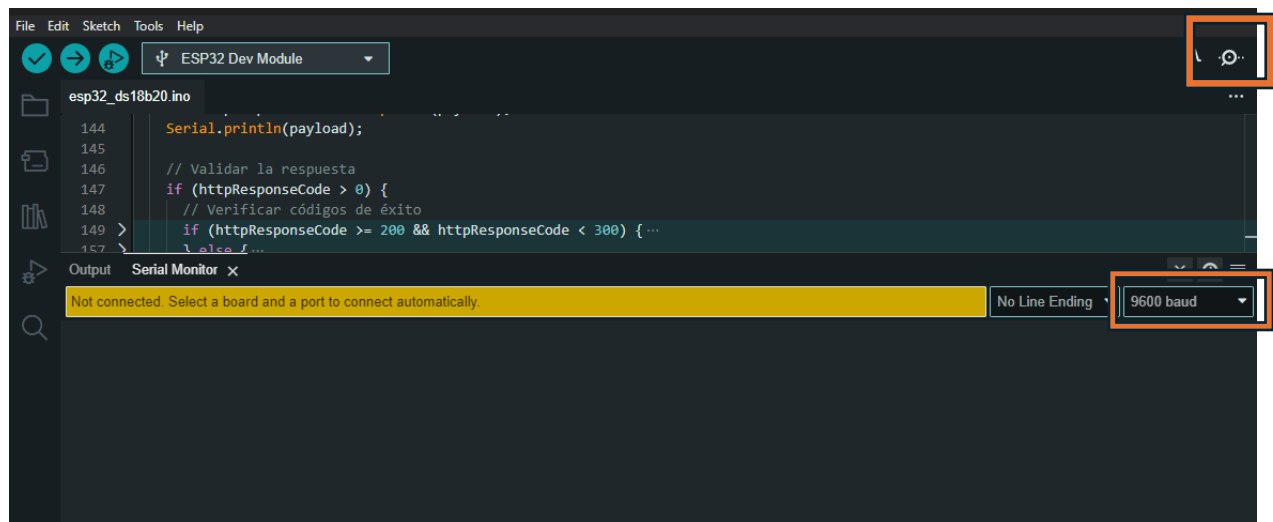 File Edit Sketch Tools Help
ESP32 Dev Module
esp32_ds18b20.ino
144 Serial.println(payload);
145
146 // Validar la respuesta
147 if (httpResponseCode > 0) {
148 // Verificar códigos de éxito
149 if (httpResponseCode >= 200 && httpResponseCode < 300) { ···
157 } else { ···
Output Serial Monitor
Not connected. Select a board and a port to connect automatically.
No Line Ending
9600 baud